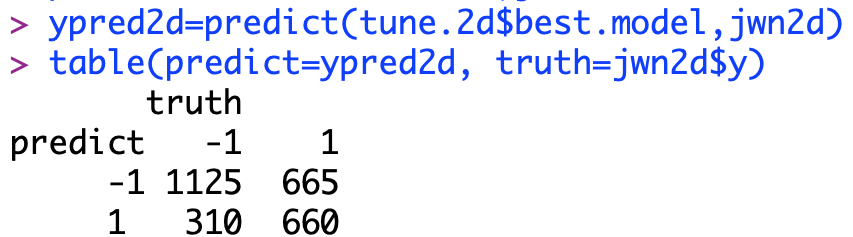 > ypred2d=predict(tune.2d$best.model,jwn2d)
> table(predict=ypred2d, truth=jwn2d$y)
       truth
predict   -1    1
     -1 1125  665
     1   310  660